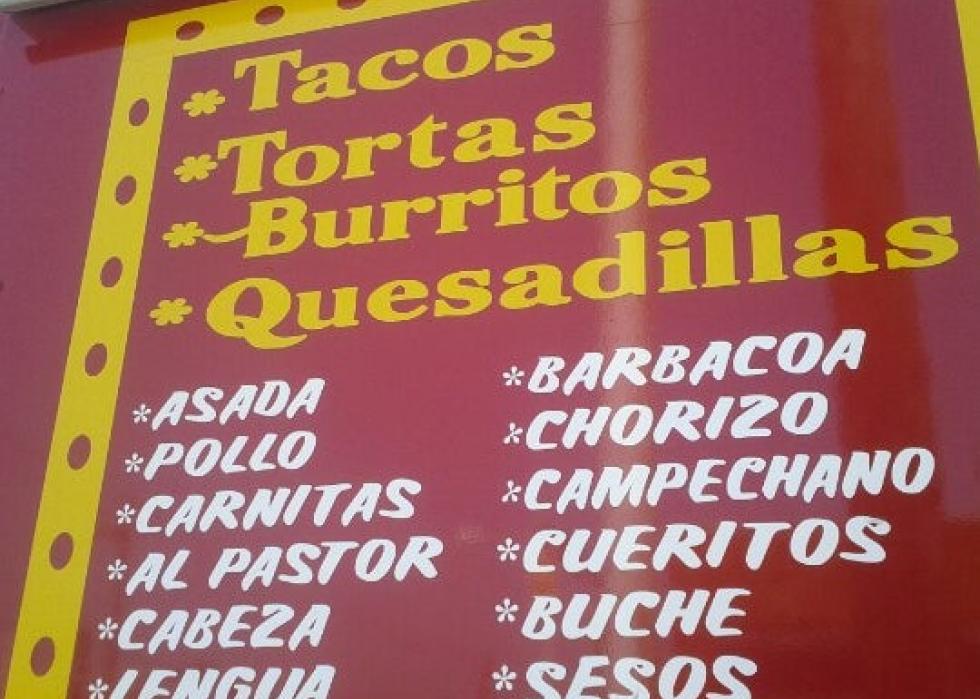 *Tacos
*Tortas
*Burritos
*Quesadillas
*ASADA
*POLLO
*CARNITAS
*AL PASTOR
*CABEZA
*LENGUA
*BARBACOA
*CHORIZO
*CAMPECHANO
*CUERITOS
*BUCHE
*SESOS